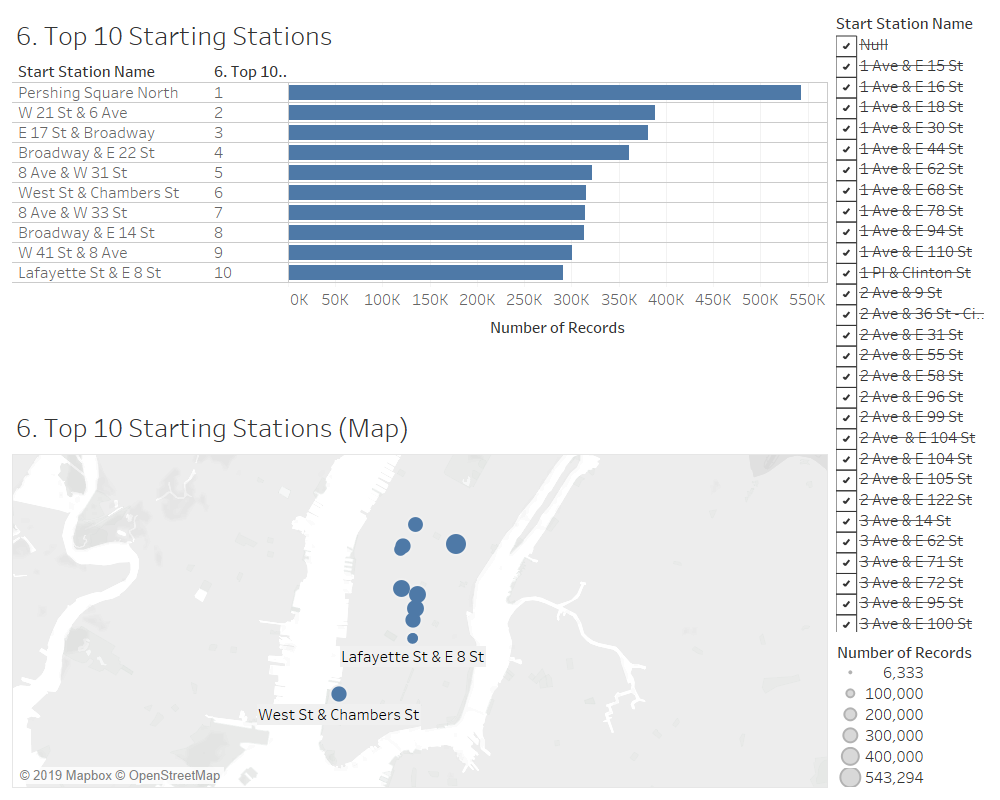 6. Top 10 Starting Stations
Start Station Name 6. Top 10..
Pershing Square North 1
W 21 St & 6 Ave 2
E 17 St & Broadway 3
Broadway & E 22 St 4
8 Ave & W 31 St 5
West St & Chambers St 6
8 Ave & W 33 St 7
Broadway & E 14 St 8
W 41 St & 8 Ave 9
Lafayette St & E 8 St 10
0K 50K 100K 150K 200K 250K 300K 350K 400K 450K 500K 550K
Number of Records
6. Top 10 Starting Stations (Map)
Lafayette St & E 8 St
West St & Chambers St
© 2019 Mapbox © OpenStreetMap
Start Station Name
Null
1 Ave & E 15 St
1 Ave & E 16 St
1 Ave & E 18 St
1 Ave & E 30 St
1 Ave & E 44 St
1 Ave & E 62 St
1 Ave & E 68 St
1 Ave & E 78 St
1 Ave & E 94 St
1 Ave & E 110 St
1 Pl & Clinton St
2 Ave & 9 St
2 Ave & 36 St - Ci..
2 Ave & E 31 St
2 Ave & E 55 St
2 Ave & E 58 St
2 Ave & E 96 St
2 Ave & E 99 St
2 Ave  & E 104 St
2 Ave & E 104 St
2 Ave & E 105 St
2 Ave & E 122 St
3 Ave & 14 St
3 Ave & E 62 St
3 Ave & E 71 St
3 Ave & E 72 St
3 Ave & E 95 St
3 Ave & E 100 St
Number of Records
6,333
100,000
200,000
300,000
400,000
543,294